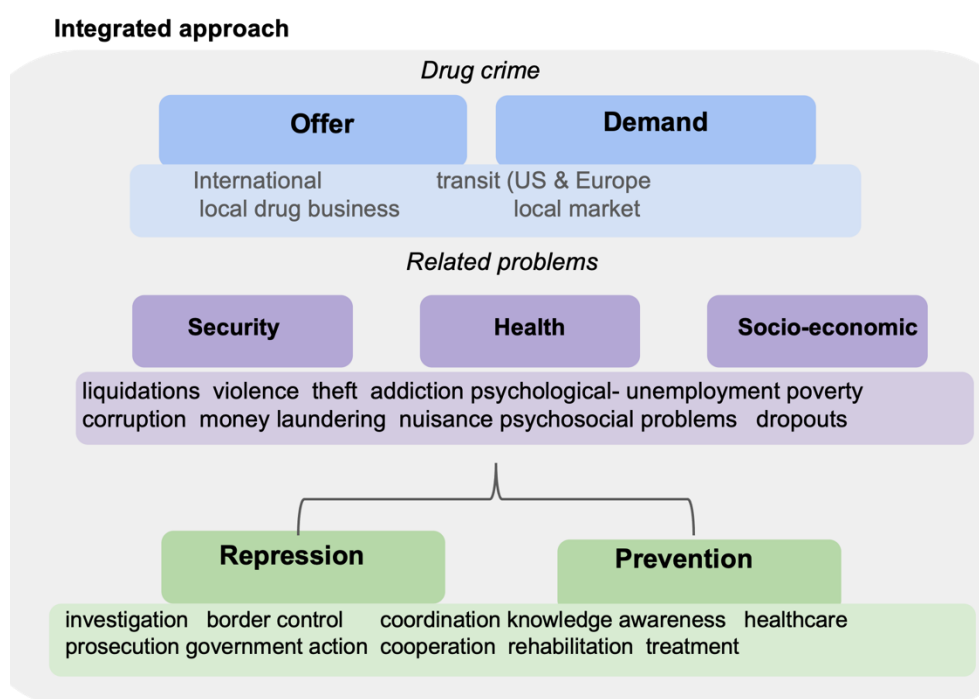 Integrated approach
Drug crime
Offer
Demand
International transit (US & Europe
local drug business local market
Related problems
Security
Health
Socio-economic
liquidations violence theft addiction psychological- unemployment poverty
corruption money laundering nuisance psychosocial problems dropouts
Repression
Prevention
investigation border control coordination knowledge awareness healthcare
prosecution government action cooperation rehabilitation treatment